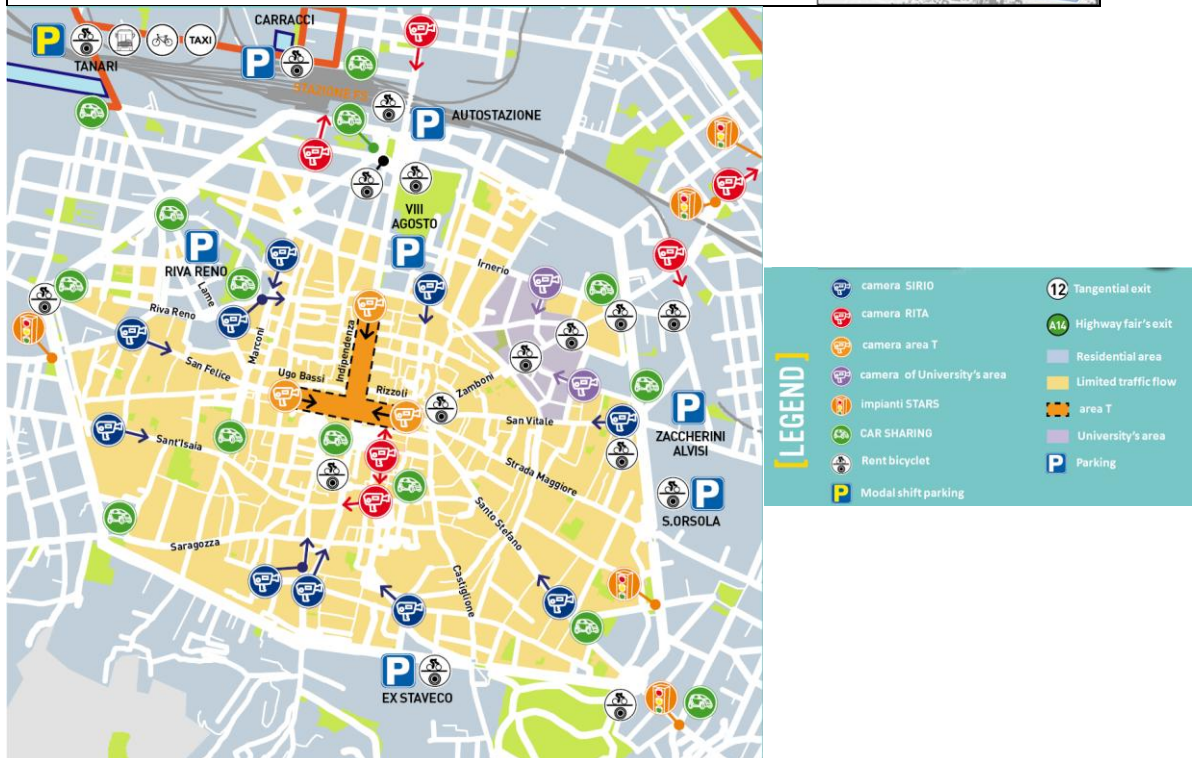 CARRACCI
P
TAXI
TANARI
P
STAZIONE FS
P
AUTOSTAZIONE
VIII
AGOSTO
P
P
RIVA RENO
Irnerio
Lame
Riva Reno
Marconi
Indipendenza
San Felice
Ugo Bassi
Rizzoli
Zamboni
San Vitale
P
ZACCHERINI
ALVISI
Sant'Isaia
Strada Maggiore
P
S.ORSOLA
Santo Stefano
Saragozza
Castiglione
P
EX STAVECO
[LEGEND]
camera SIRIO
camera RITA
camera area T
camera of University's area
impianti STARS
CAR SHARING
Rent bicyclet
P Modal shift parking
12 Tangential exit
A14 Highway fair's exit
Residential area
Limited traffic flow
area T
University's area
P Parking